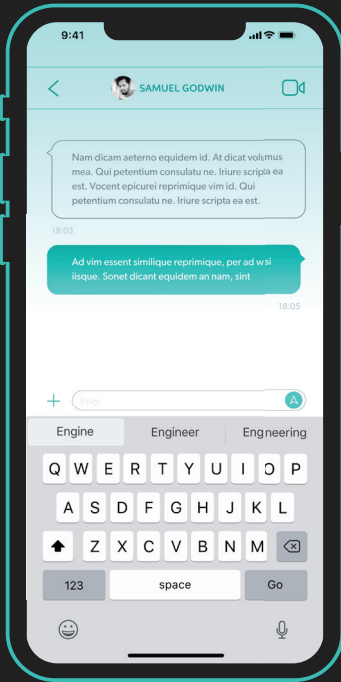 9:41
SAMUEL GODWIN
Nam dicam aeterno equidem id. At dicat volumus
mea. Qui petentium consulatu ne. Iriure scripta ea
est. Vocent epicurei reprimique vim id. Qui
petentium consulatu ne. Iriure scripta ea est.
18:03
Ad vim essent similique reprimique, per ad wsi
iisque. Sonet dicant equidem an nam, sint
18:05
Engi
Engine Engineer Engneering
Q W E R T Y U I O P
A S D F G H J K L
Z X C V B N M
123 space Go